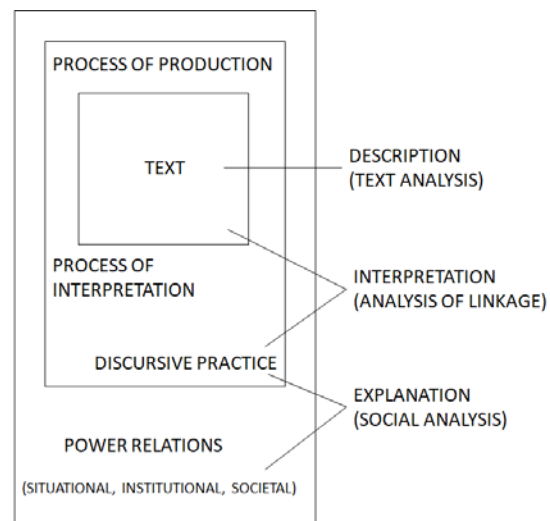 PROCESS OF PRODUCTION
TEXT
DESCRIPTION
(TEXT ANALYSIS)
PROCESS OF
INTERPRETATION
INTERPRETATION
(ANALYSIS OF LINKAGE)
DISCURSIVE PRACTICE
EXPLANATION
(SOCIAL ANALYSIS)
POWER RELATIONS
(SITUATIONAL, INSTITUTIONAL, SOCIETAL)